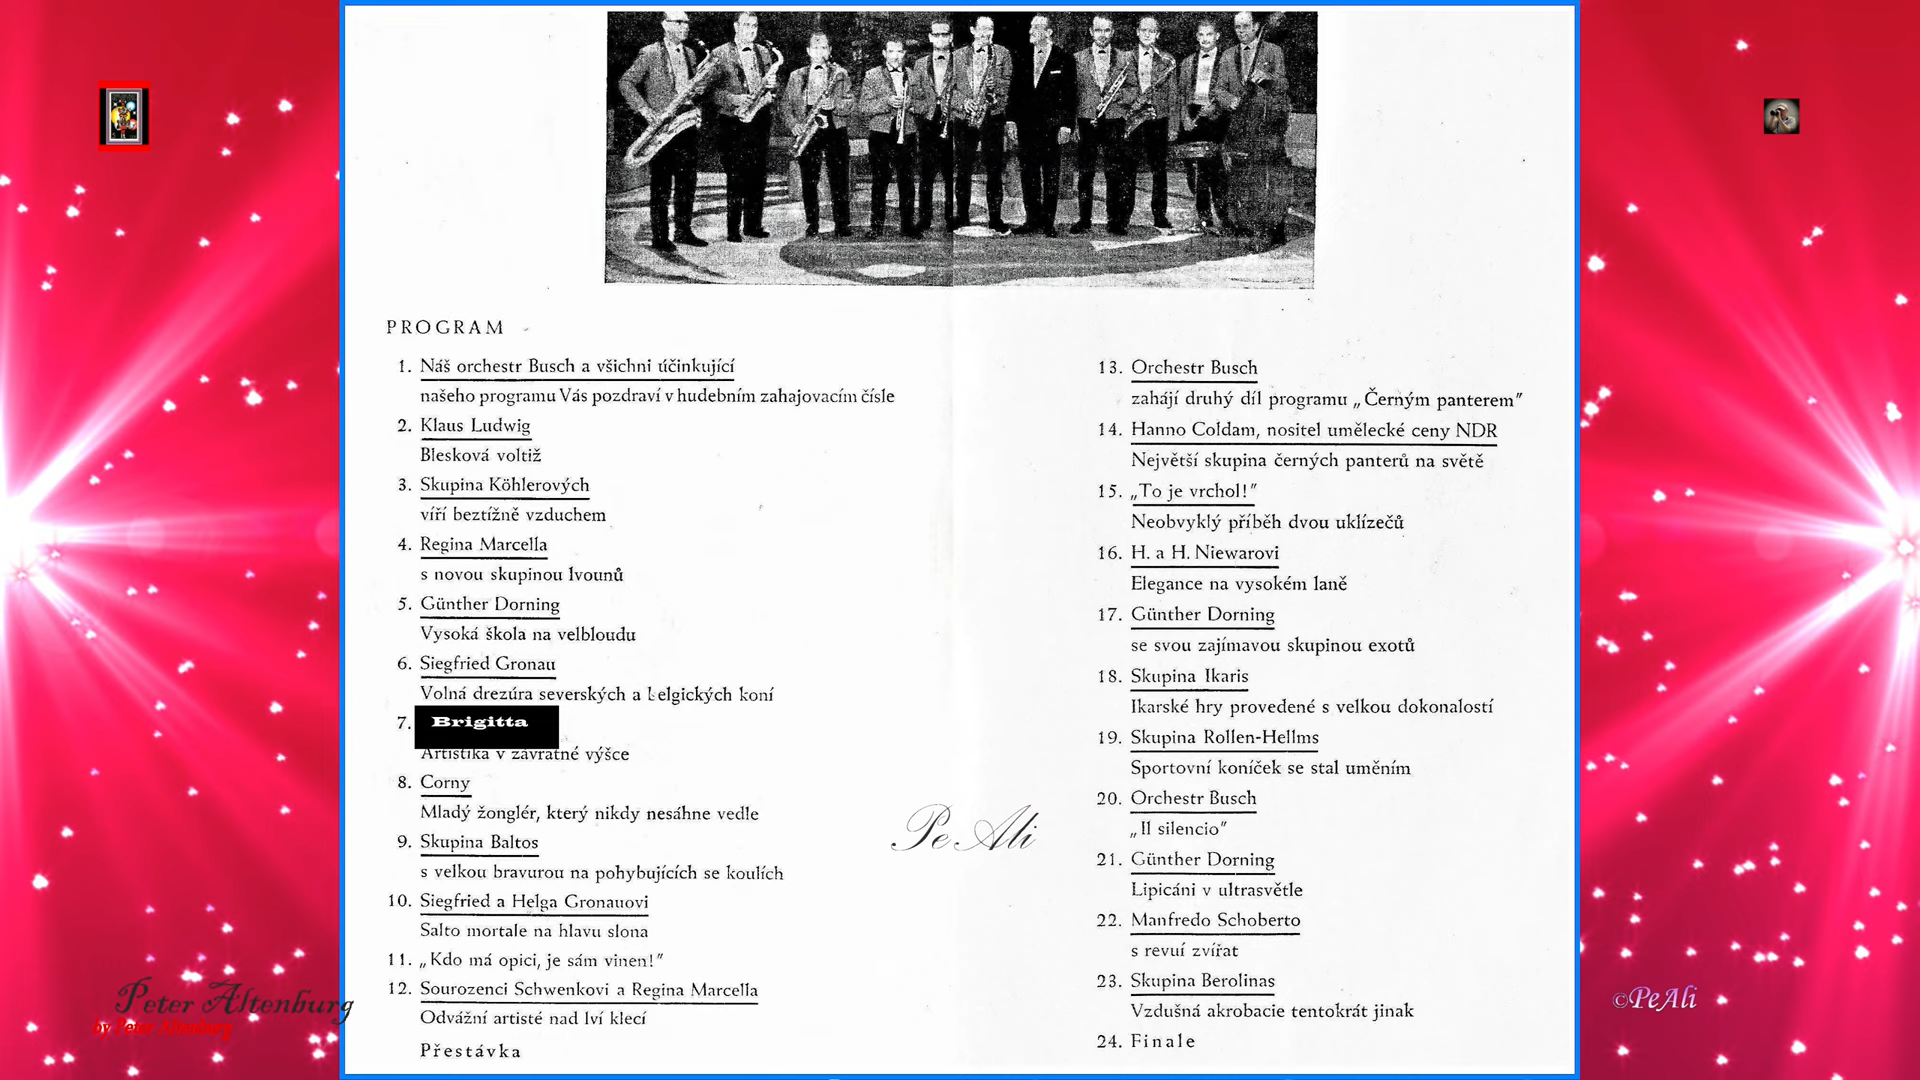 PROGRAM
1. Náš orchestr Busch a všichni účinkující
našeho programu Vás pozdraví v hudebním zahajovacím čísle
2. Klaus Ludwig
Blesková voltiž
3. Skupina Köhlerových
víří beztížně vzduchem
4. Regina Marcella
s novou skupinou lvounů
5. Günther Dorning
Vysoká škola na velbloudu
6. Siegfried Gronau
Volná drezúra severských a belgických koní
7. Brigitta
Artistika v závratné výšce
8. Corny
Mladý žonglér, který nikdy nesáhne vedle
9. Skupina Baltos
s velkou bravurou na pohybujících se koulích
10. Siegfried a Helga Gronauovi
Salto mortale na hlavu slona
11. „Kdo má opici, je sám vinen!”
12. Sourozenci Schwenkovi a Regina Marcella
Odvážní artisté nad lví klecí
Přestávka
13. Orchestr Busch
zahájí druhý díl programu „Černým panterem”
14. Hanno Coldam, nositel umělecké ceny NDR
Největší skupina černých panterů na světě
15. „To je vrchol!”
Neobvyklý příběh dvou uklízečů
16. H. a H. Niewarovi
Elegance na vysokém laně
17. Günther Dorning
se svou zajímavou skupinou exotů
18. Skupina Ikaris
Ikarské hry provedené s velkou dokonalostí
19. Skupina Rollen-Hellms
Sportovní koníček se stal uměním
20. Orchestr Busch
„Il silencio”
21. Günther Dorning
Lipicáni v ultrasvětle
22. Manfredo Schoberto
s revuí zvířat
23. Skupina Berolinas
Vzdušná akrobacie tentokrát jinak
24. Finale
PeAli
Peter Altenburg
by Peter Altenburg
©PeAli